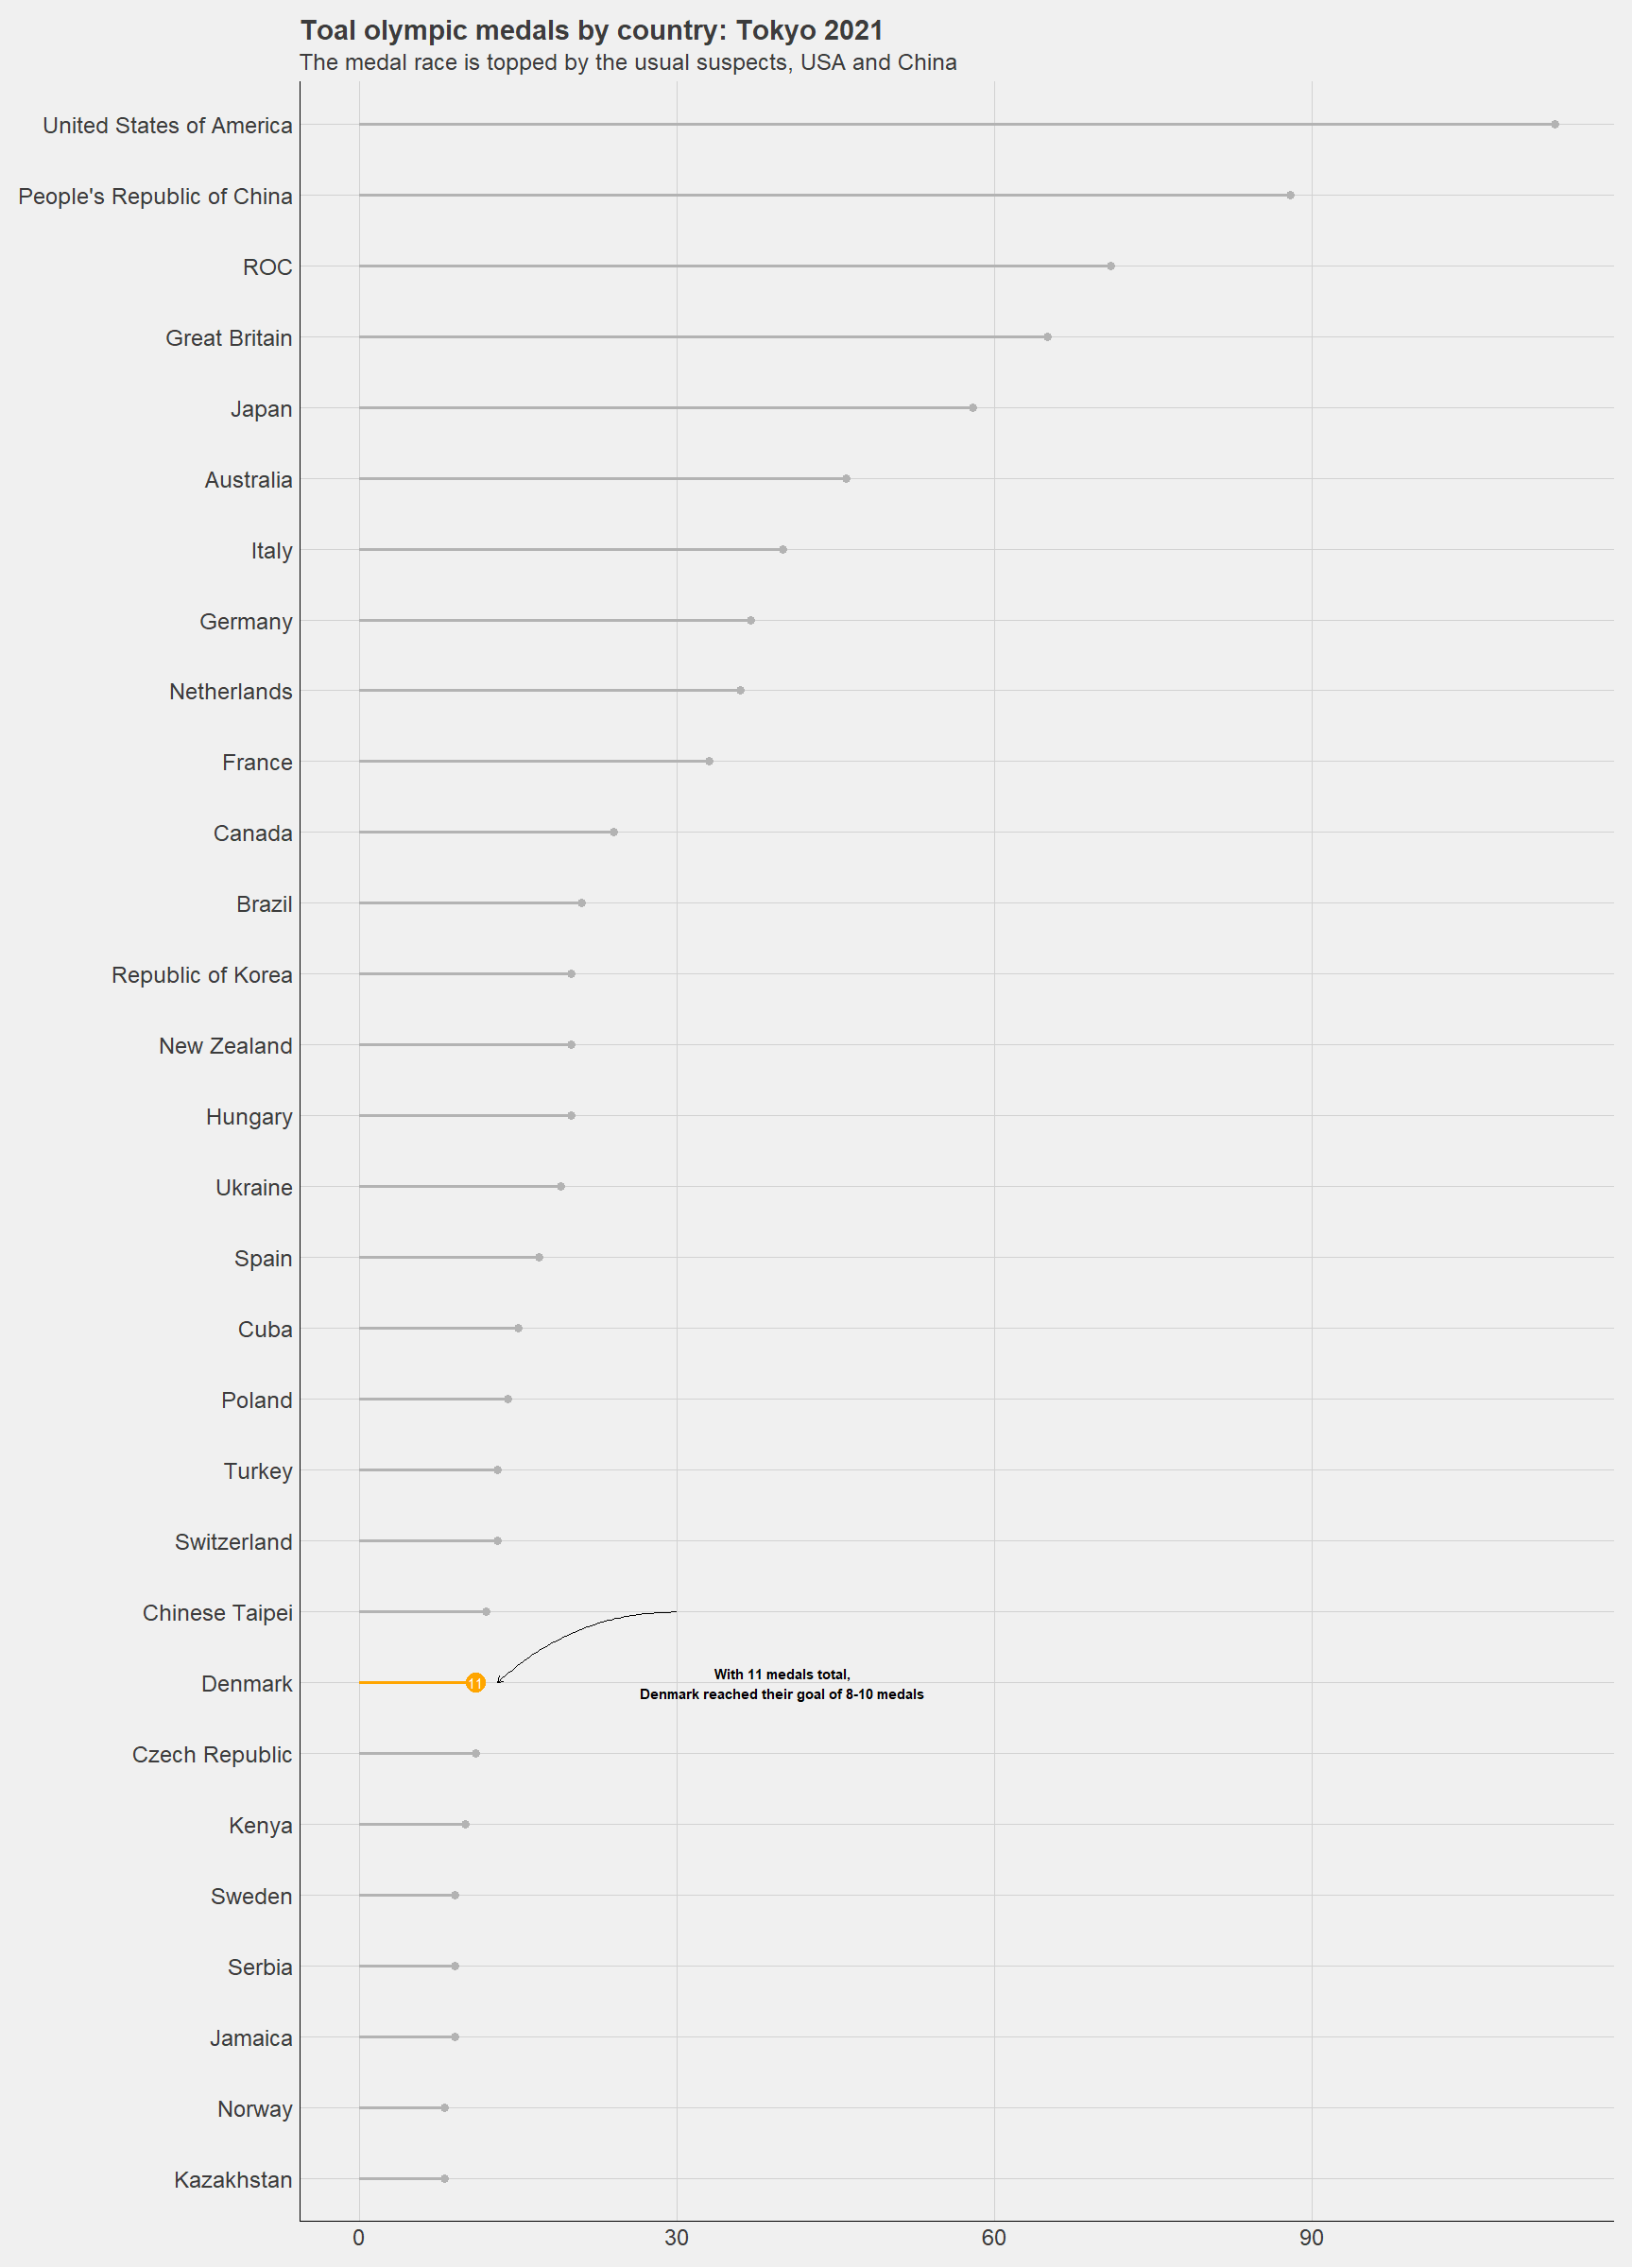 Toal olympic medals by country: Tokyo 2021
The medal race is topped by the usual suspects, USA and China
United States of America
People's Republic of China
ROC
Great Britain
Japan
Australia
Italy
Germany
Netherlands
France
Canada
Brazil
Republic of Korea
New Zealand
Hungary
Ukraine
Spain
Cuba
Poland
Turkey
Switzerland
Chinese Taipei
Denmark
11
With 11 medals total,
Denmark reached their goal of 8-10 medals
Czech Republic
Kenya
Sweden
Serbia
Jamaica
Norway
Kazakhstan
0 30 60 90